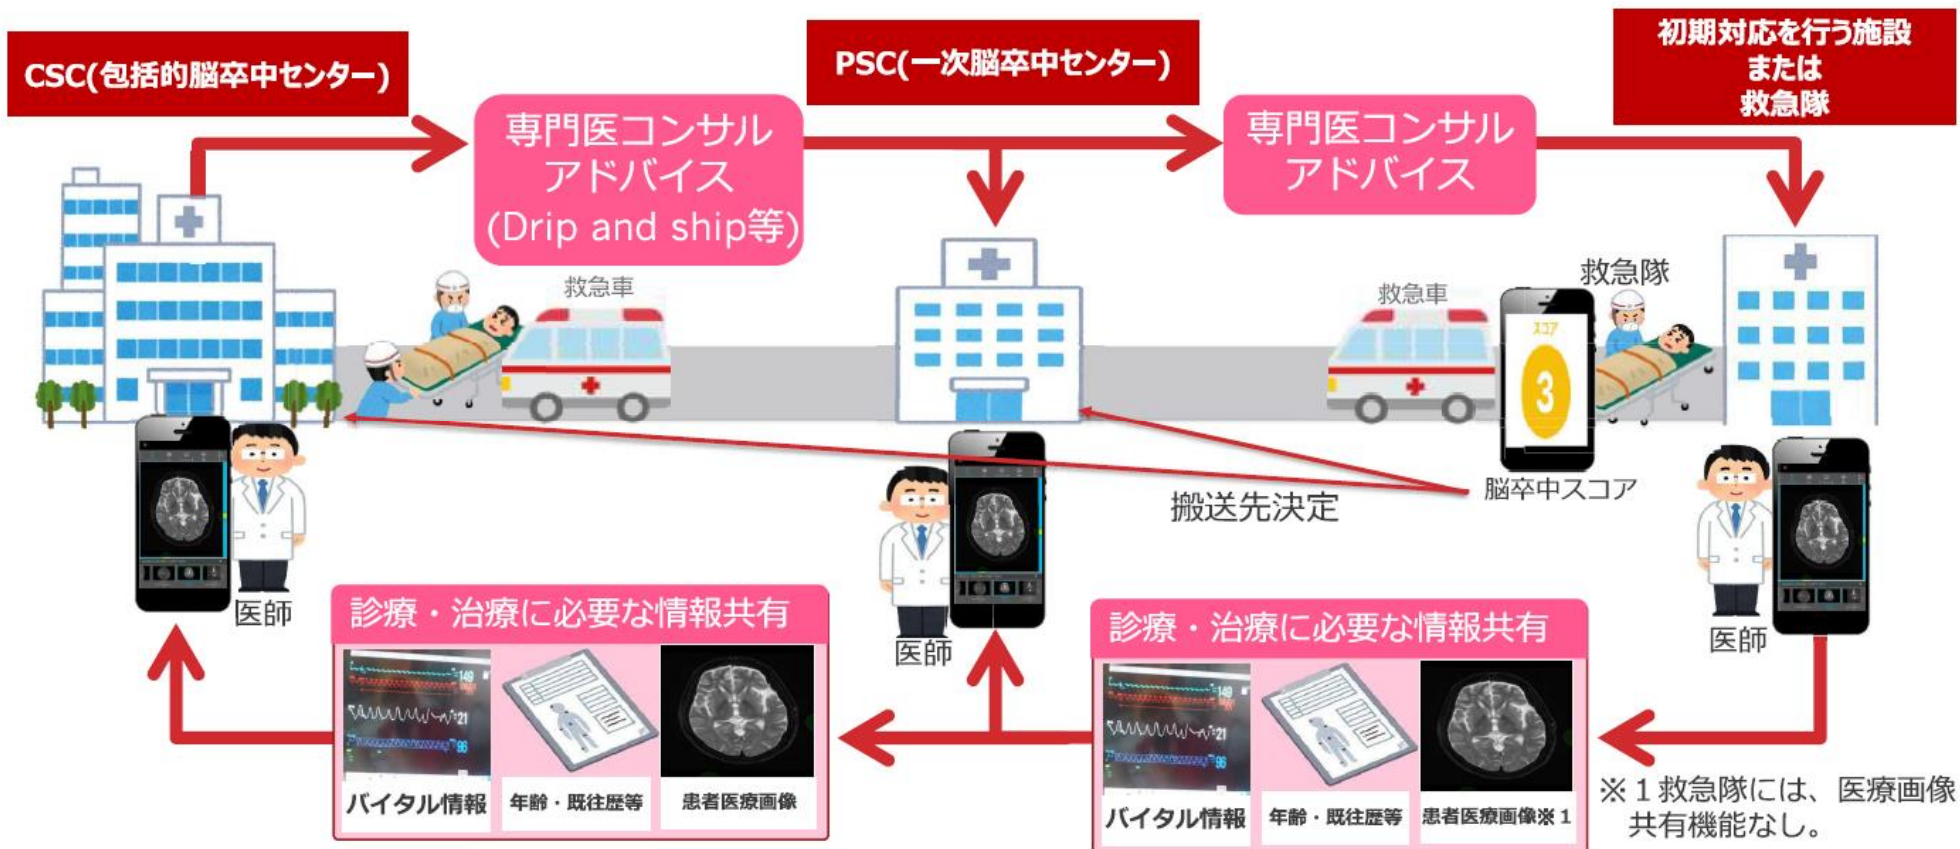 CSC(包括的脳卒中センター)
PSC(一次脳卒中センター)
初期対応を行う施設
または
救急隊
専門医コンサル
アドバイス
(Drip and ship等)
専門医コンサル
アドバイス
救急車
救急車
救急隊
スコア
3
脳卒中スコア
搬送先決定
医師
医師
医師
診療・治療に必要な情報共有
149
21
96
バイタル情報
年齢・既往歴等
患者医療画像
診療・治療に必要な情報共有
149
21
96
バイタル情報
年齢・既往歴等
患者医療画像※1
※1救急隊には、医療画像
共有機能なし。